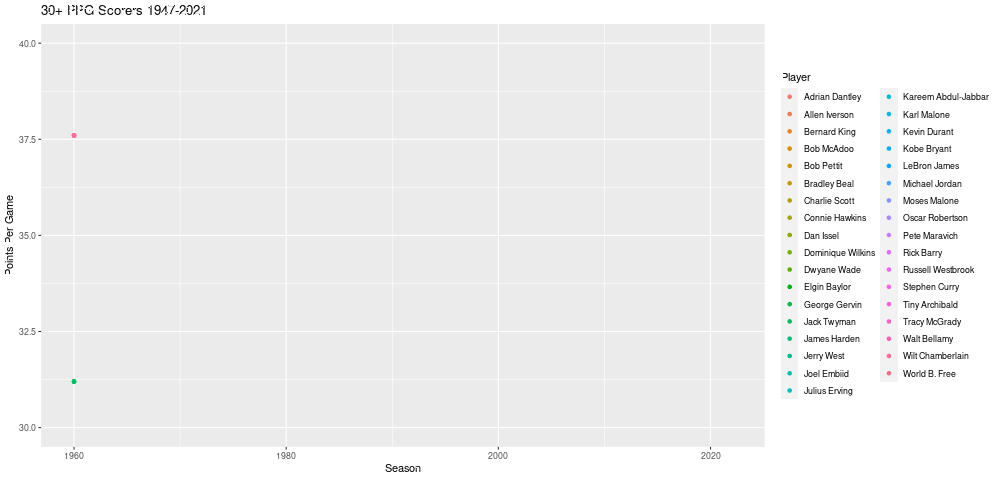 30+ PPG Scorers 1947-2021
40.0
37.5
35.0
32.5
30.0
Points Per Game
1960
1980
2000
2020
Season
Player
Adrian Dantley
Allen Iverson
Bernard King
Bob McAdoo
Bob Pettit
Bradley Beal
Charlie Scott
Connie Hawkins
Dan Issel
Dominique Wilkins
Dwyane Wade
Elgin Baylor
George Gervin
Jack Twyman
James Harden
Jerry West
Joel Embiid
Julius Erving
Kareem Abdul-Jabbar
Karl Malone
Kevin Durant
Kobe Bryant
LeBron James
Michael Jordan
Moses Malone
Oscar Robertson
Pete Maravich
Rick Barry
Russell Westbrook
Stephen Curry
Tiny Archibald
Tracy McGrady
Walt Bellamy
Wilt Chamberlain
World B. Free